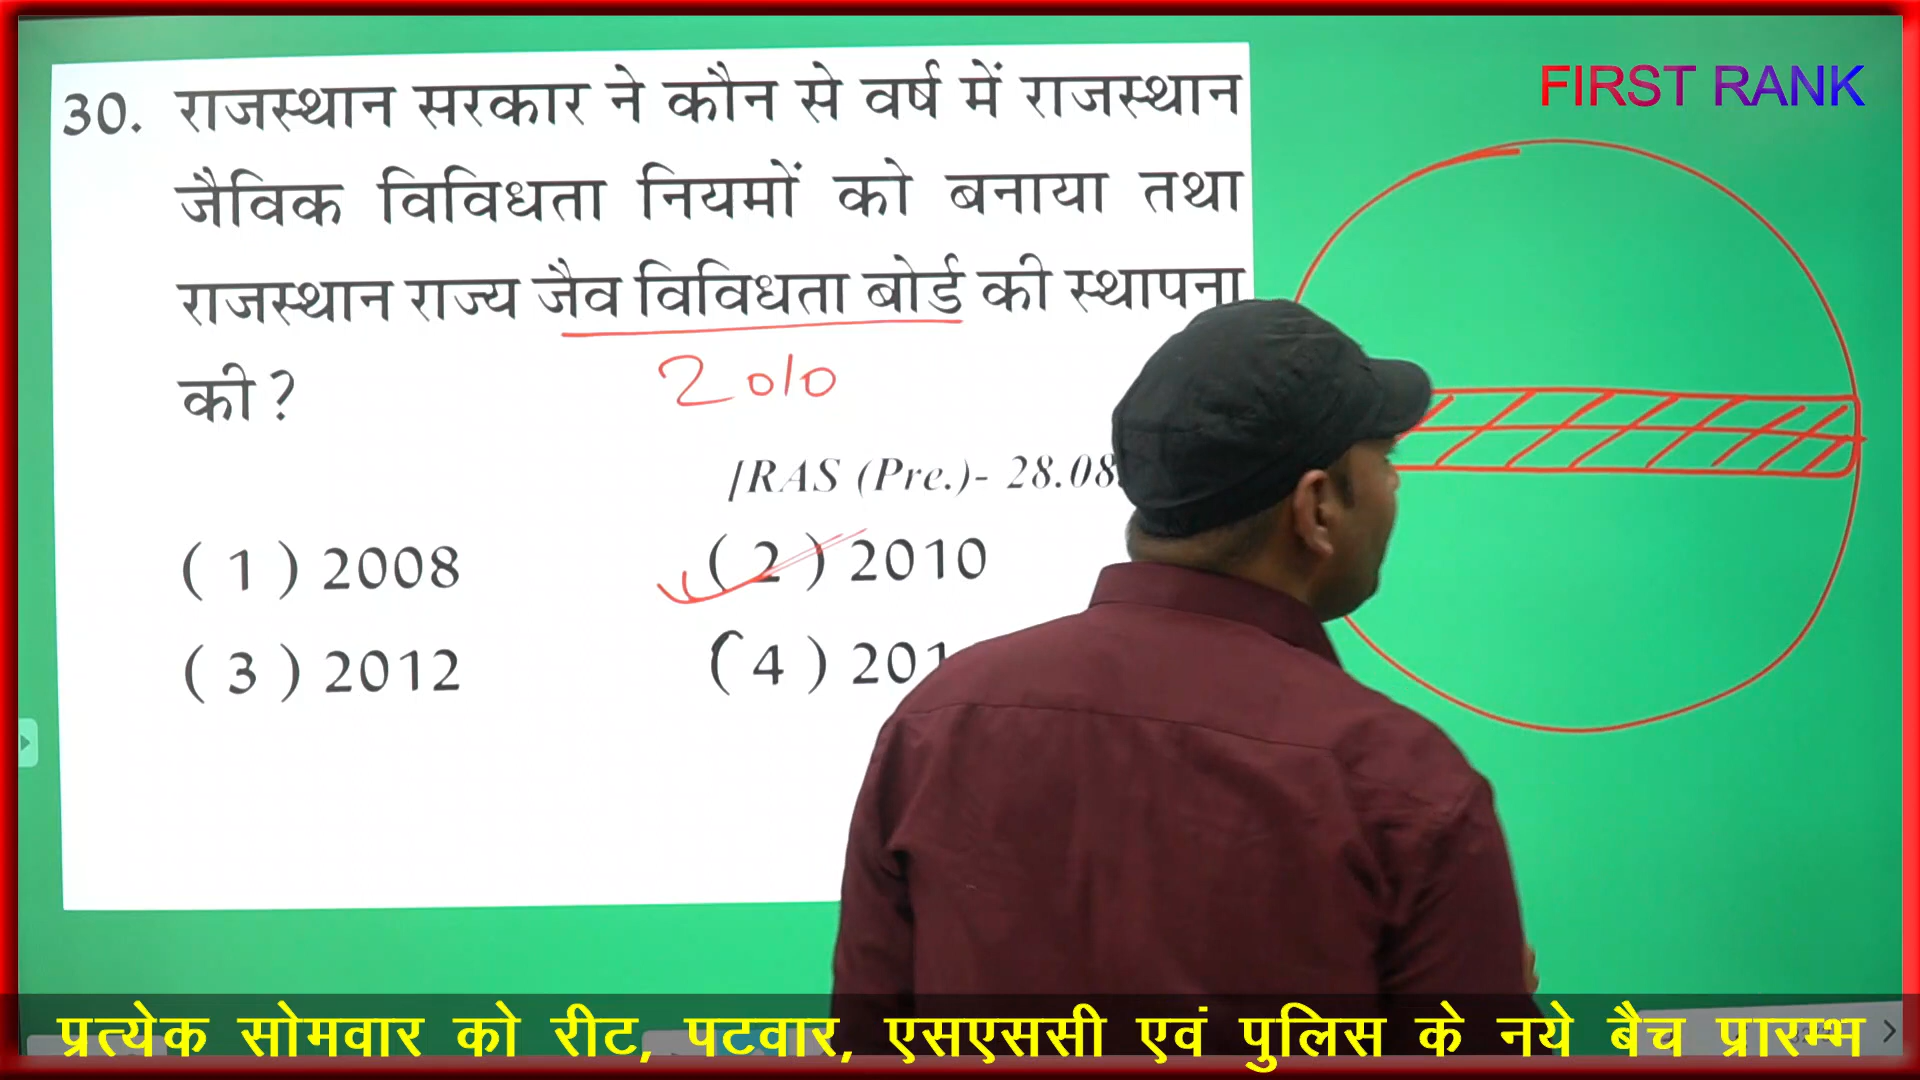 FIRST RANK
30. राजस्थान सरकार ने कौन से वर्ष में राजस्थान
जैविक विविधता नियमों को बनाया तथा
राजस्थान राज्य जैव विविधता बोर्ड की स्थापना
की?
2010
[RAS (Pre.)- 28.08
(1) 2008
(2) 2010
(3) 2012
(4) 201
प्रत्येक सोमवार को रीट, पटवार, एसएससी एवं पुलिस के नये बैच प्रारम्भ